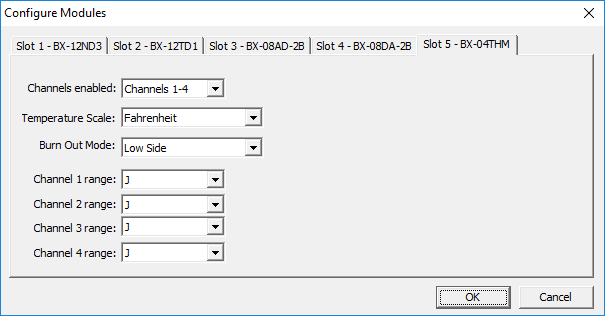 Configure Modules
Slot 1 - BX-12ND3 Slot 2 - BX-12TD1 Slot 3 - BX-08AD-2B Slot 4 - BX-08DA-2B Slot 5 - BX-04THM
Channels enabled: Channels 1-4
Temperature Scale: Fahrenheit
Burn Out Mode: Low Side
Channel 1 range: J
Channel 2 range: J
Channel 3 range: J
Channel 4 range: J
OK Cancel